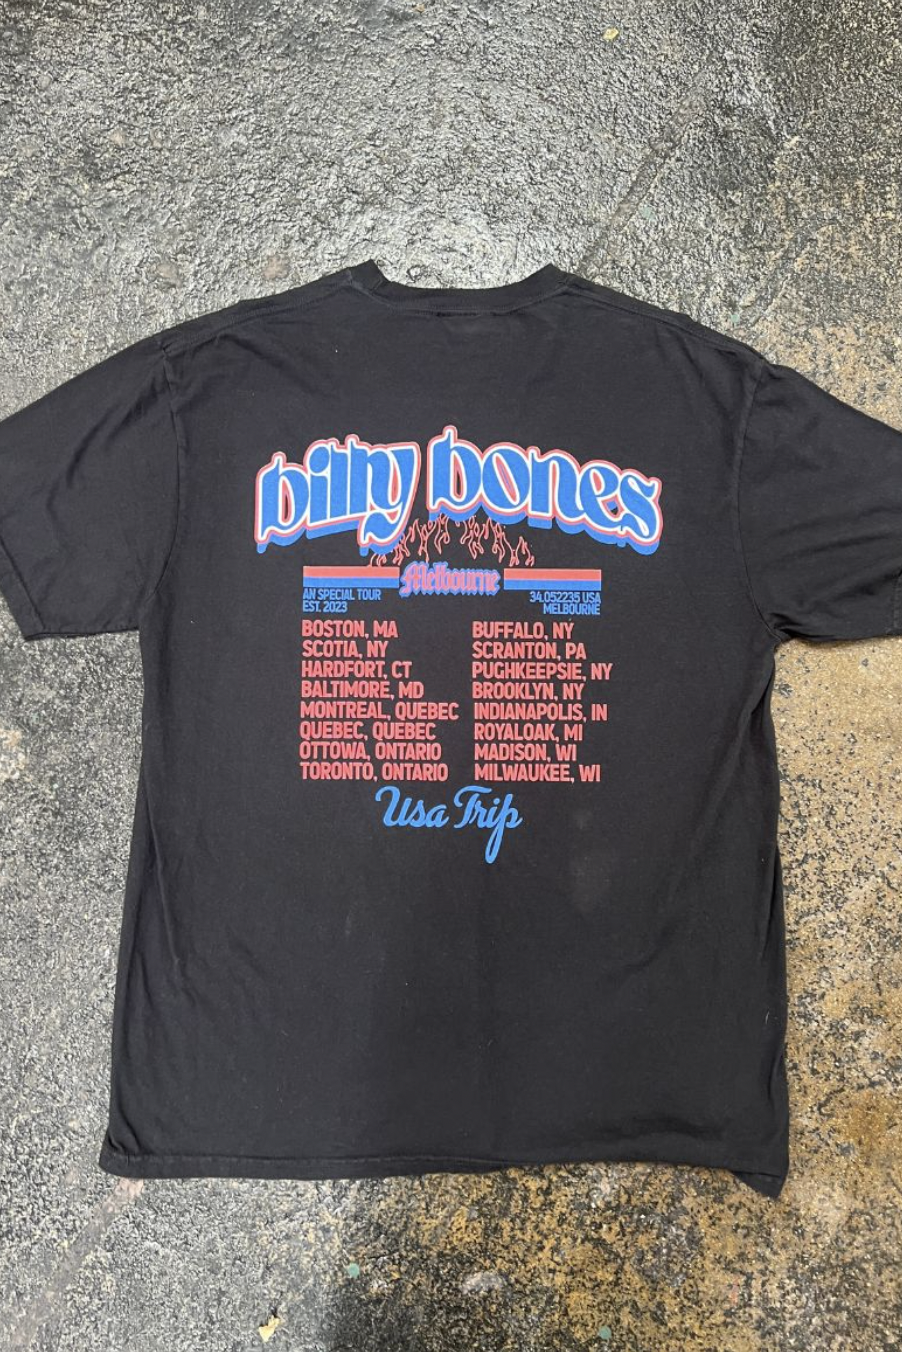 billy bones
Melbourne
AN SPECIAL TOUR
EST. 2023
34.052235 USA
MELBOURNE
BOSTON, MA
SCOTIA, NY
HARDFORT, CT
BALTIMORE, MD
MONTREAL, QUEBEC
QUEBEC, QUEBEC
OTTOWA, ONTARIO
TORONTO, ONTARIO
BUFFALO, NY
SCRANTON, PA
PUGHKEEPSIE, NY
BROOKLYN, NY
INDIANAPOLIS, IN
ROYALOAK, MI
MADISON, WI
MILWAUKEE, WI
Usa Trip